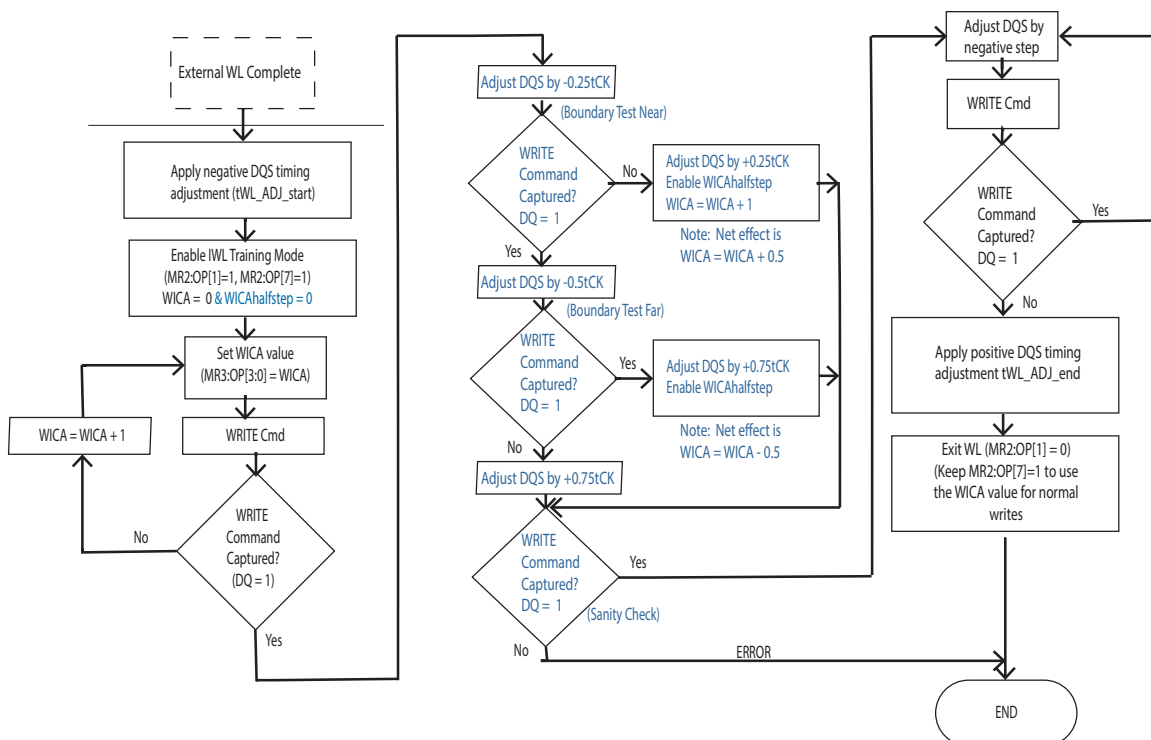 External WL Complete
Apply negative DQS timing
adjustment (tWL_ADJ_start)
Enable IWL Training Mode
(MR2:OP[1]=1, MR2:OP[7]=1)
WICA = 0 & WICAhalfstep = 0
Set WICA value
(MR3:OP[3:0] = WICA)
WICA = WICA + 1
WRITE Cmd
WRITE
Command
Captured?
(DQ = 1)
No
Yes
Adjust DQS by -0.25tCK
(Boundary Test Near)
WRITE
Command
Captured?
DQ = 1
No
Adjust DQS by +0.25tCK
Enable WICAhalfstep
WICA = WICA + 1
Note: Net effect is
WICA = WICA + 0.5
Yes
Adjust DQS by -0.5tCK
(Boundary Test Far)
WRITE
Command
Captured?
DQ = 1
Yes
Adjust DQS by +0.75tCK
Enable WICAhalfstep
Note: Net effect is
WICA = WICA - 0.5
No
Adjust DQS by +0.75tCK
WRITE
Command
Captured?
DQ = 1
Yes
(Sanity Check)
No
ERROR
Adjust DQS by
negative step
WRITE Cmd
WRITE
Command
Captured?
DQ = 1
Yes
No
Apply positive DQS timing
adjustment tWL_ADJ_end
Exit WL (MR2:OP[1] = 0)
(Keep MR2:OP[7]=1 to use
the WICA value for normal
writes
END